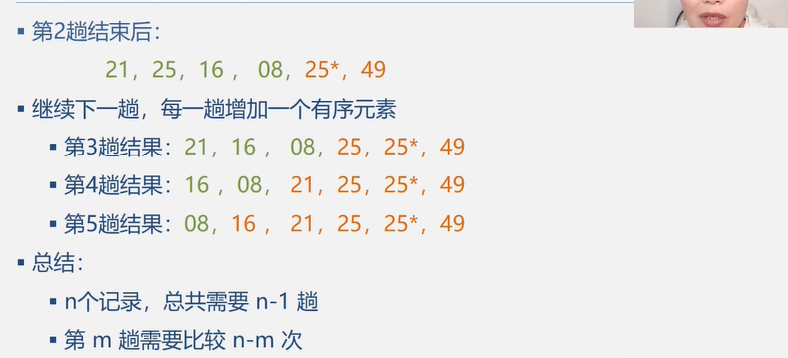 ▪ 第2趟结束后：
21，25，16 ， 08，25*，49
▪ 继续下一趟，每一趟增加一个有序元素
▪ 第3趟结果：21，16 ， 08，25，25*，49
▪ 第4趟结果：16 ，08， 21，25，25*，49
▪ 第5趟结果：08，16 ， 21，25，25*，49
▪ 总结：
▪ n个记录，总共需要 n-1 趟
▪ 第 m 趟需要比较 n-m 次